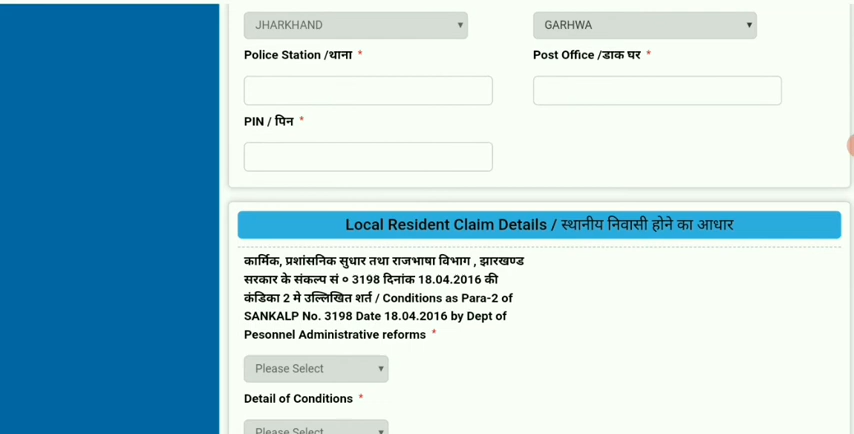 JHARKHAND
GARHWA
Police Station /थाना *
Post Office /डाक घर *
PIN / पिन *
Local Resident Claim Details / स्थानीय निवासी होने का आधार
कार्मिक, प्रशांसनिक सुधार तथा राजभाषा विभाग , झारखण्ड
सरकार के संकल्प सं ० 3198 दिनांक 18.04.2016 की
कंडिका 2 मे उल्लिखित शर्त / Conditions as Para-2 of
SANKALP No. 3198 Date 18.04.2016 by Dept of
Pesonnel Administrative reforms *
Please Select
Detail of Conditions *
Please Select